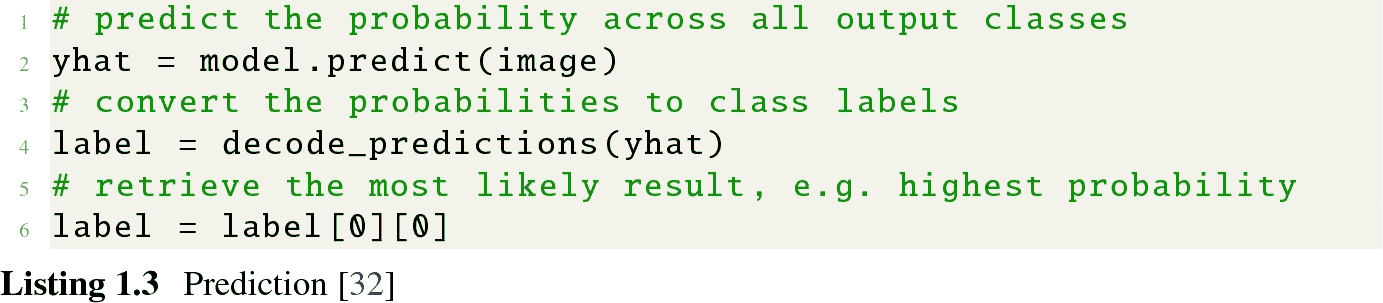 1 # predict the probability across all output classes
2 yhat = model.predict(image)
3 # convert the probabilities to class labels
4 label = decode_predictions(yhat)
5 # retrieve the most likely result, e.g. highest probability
6 label = label[0][0]
Listing 1.3 Prediction [32]